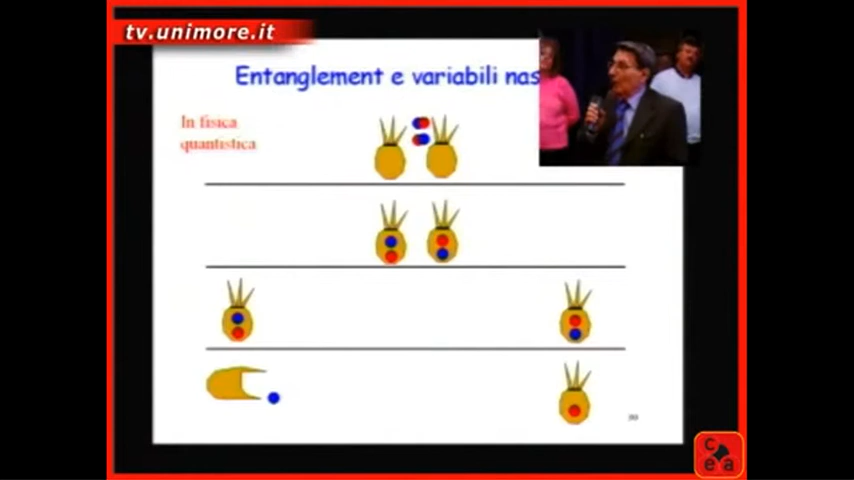 tv.unimore.it
Entanglement e variabili nas
In fisica
quantistica
c
e a